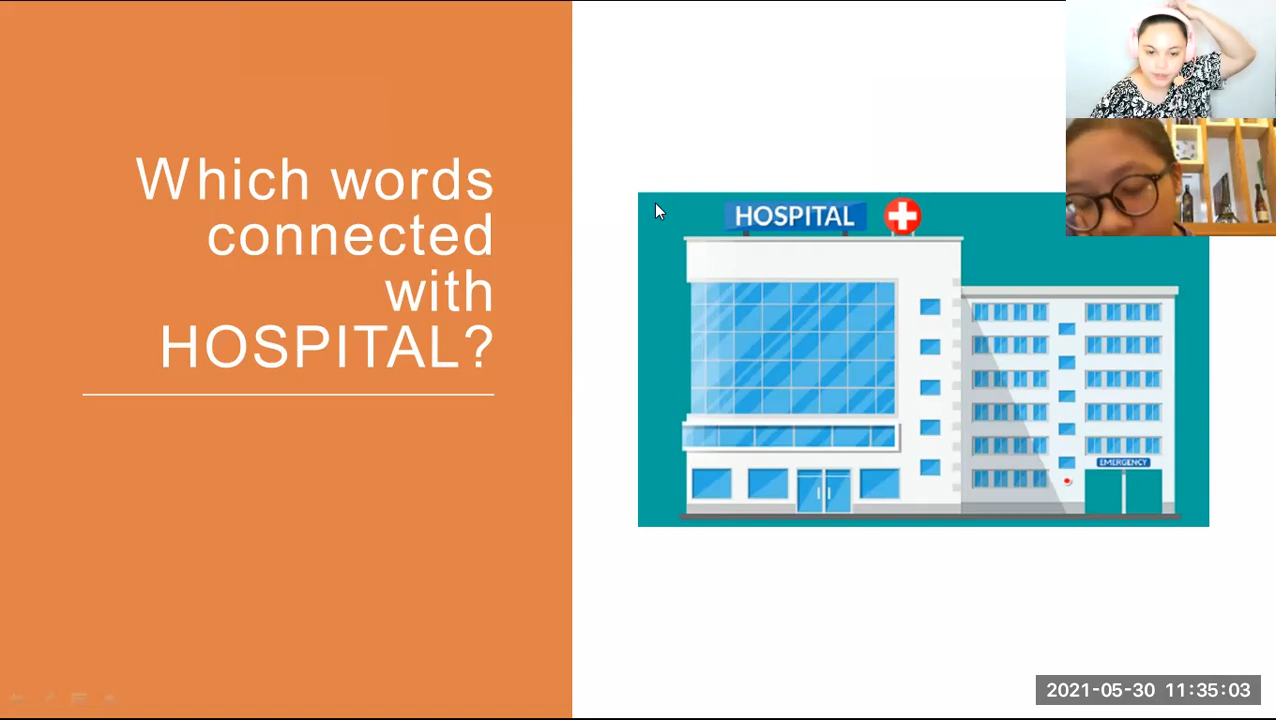 Which words
connected
with
HOSPITAL?
HOSPITAL
EMERGENCY
2021-05-30 11:35:03